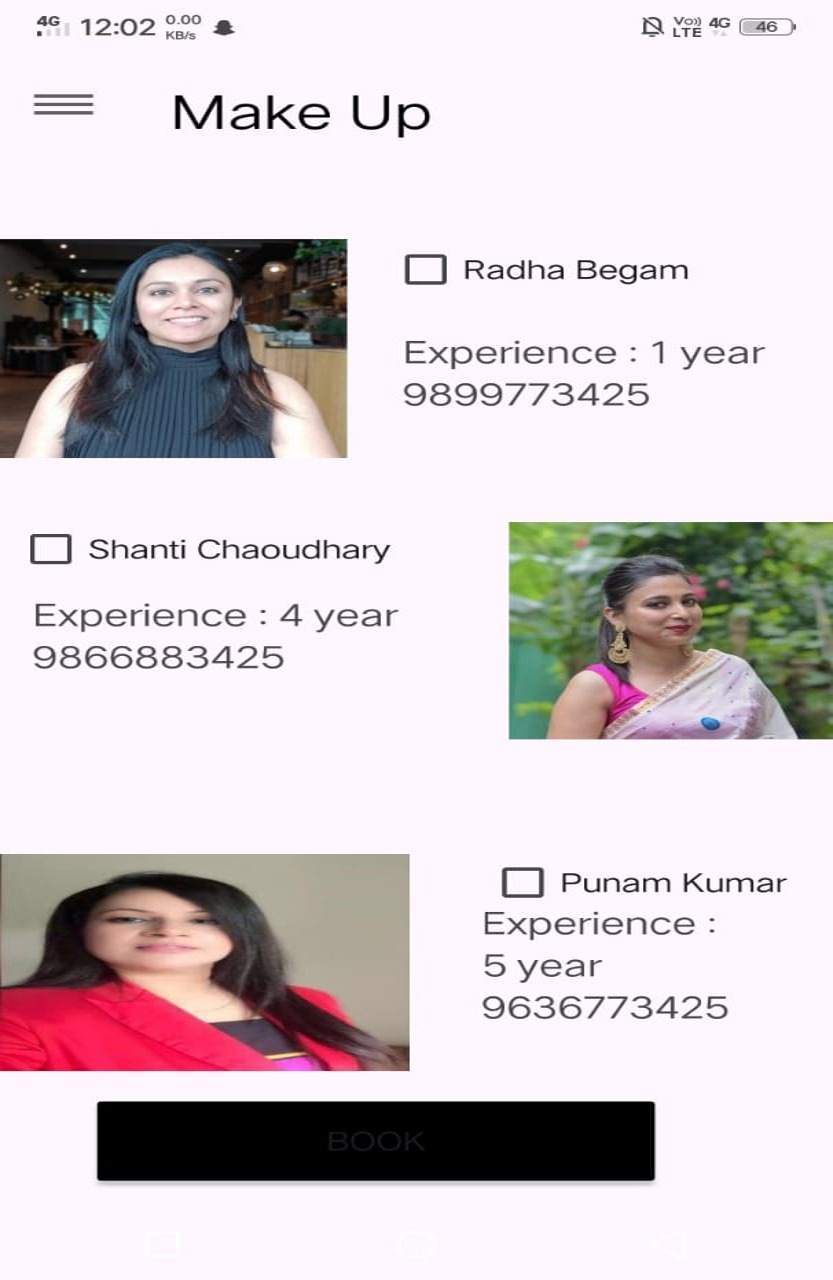 4G 12:02 0.00 KB/s Vo)) LTE 4G 46
Make Up
Radha Begam
Experience : 1 year
9899773425
Shanti Chaoudhary
Experience : 4 year
9866883425
Punam Kumar
Experience :
5 year
9636773425
BOOK